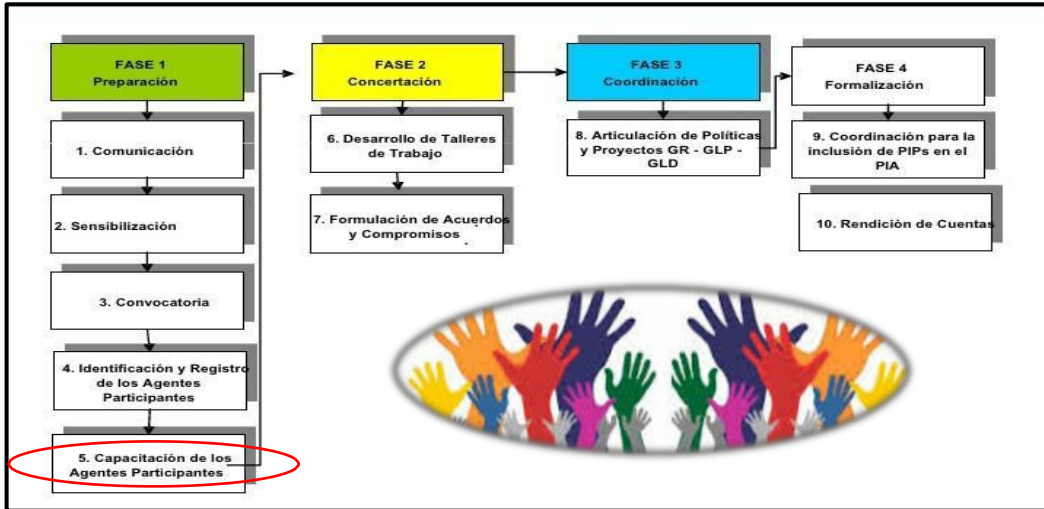 FASE 1
Preparación
1. Comunicación
2. Sensibilización
3. Convocatoria
4. Identificación y Registro
de los Agentes
Participantes
5. Capacitación de los
Agentes Participantes
FASE 2
Concertación
6. Desarrollo de Talleres
de Trabajo
7. Formulación de Acuerdos
y Compromisos
FASE 3
Coordinación
8. Articulación de Políticas
y Proyectos GR - GLP -
GLD
FASE 4
Formalización
9. Coordinación para la
inclusión de PIPs en el
PIA
10. Rendición de Cuentas